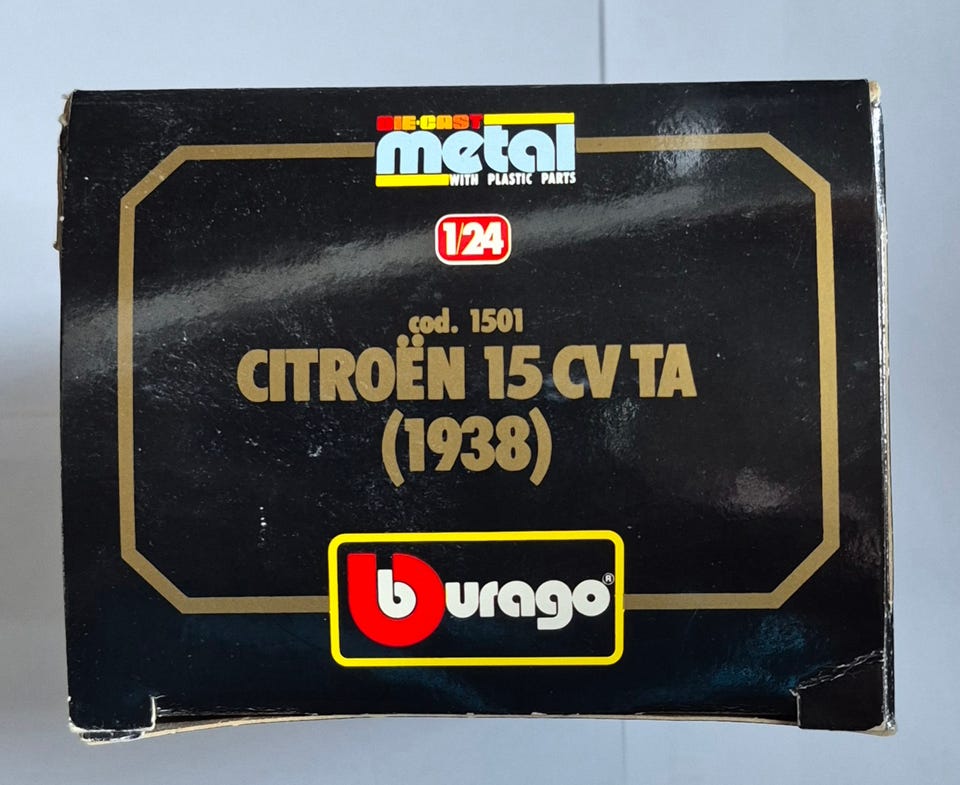 DIE-CAST
metal
WITH PLASTIC PARTS
1/24
cod. 1501
CITROËN 15 CV TA
(1938)
burago®